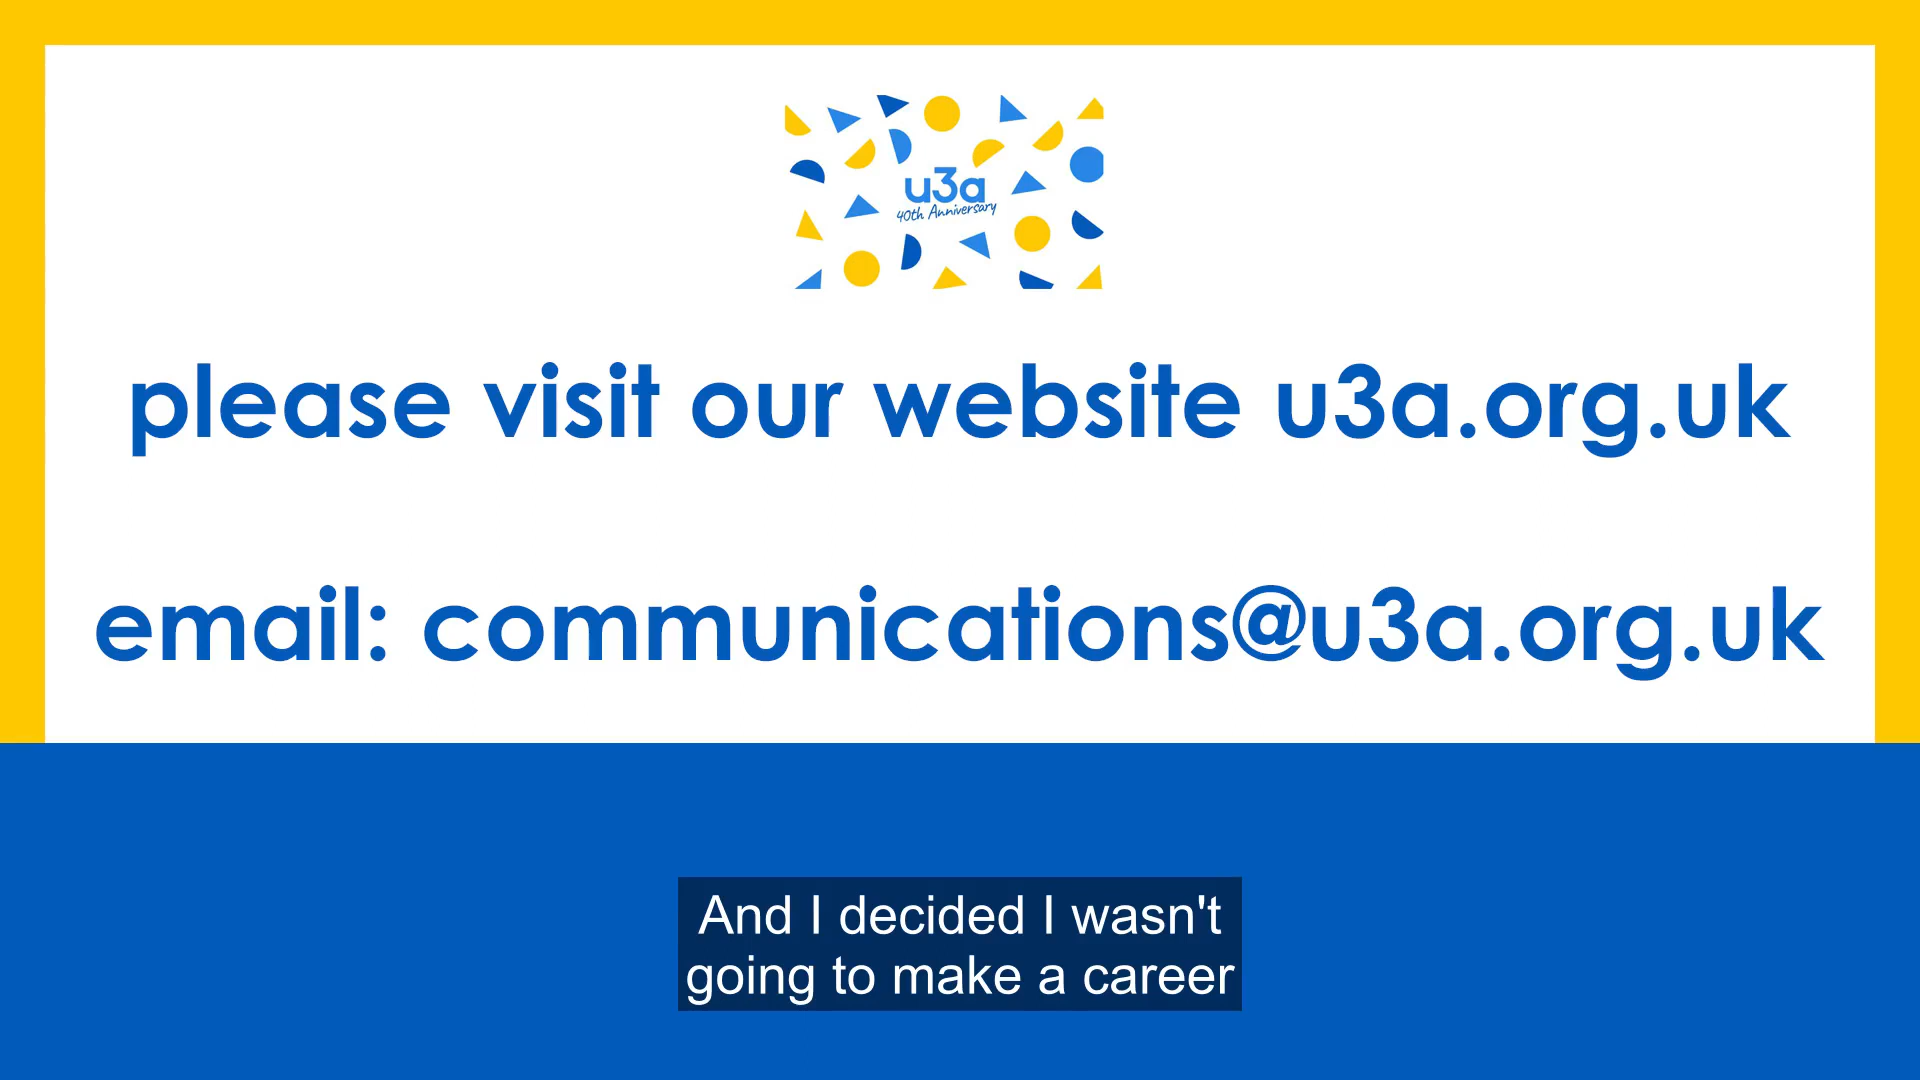 u3a
40th Anniversary
please visit our website u3a.org.uk
email: communications@u3a.org.uk
And I decided I wasn't
going to make a career